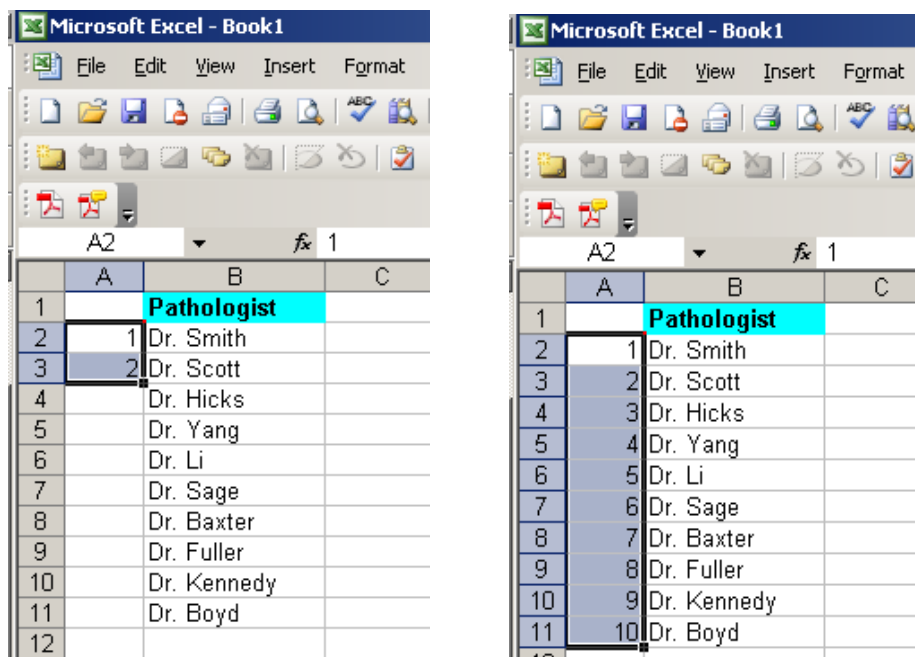 Microsoft Excel - Book1
File Edit View Insert Format
ABC
A2 fx 1
A B C
1 Pathologist
2 1 Dr. Smith
3 2 Dr. Scott
4 Dr. Hicks
5 Dr. Yang
6 Dr. Li
7 Dr. Sage
8 Dr. Baxter
9 Dr. Fuller
10 Dr. Kennedy
11 Dr. Boyd
12
Microsoft Excel - Book1
File Edit View Insert Format
ABC
A2 fx 1
A B C
1 Pathologist
2 1 Dr. Smith
3 2 Dr. Scott
4 3 Dr. Hicks
5 4 Dr. Yang
6 5 Dr. Li
7 6 Dr. Sage
8 7 Dr. Baxter
9 8 Dr. Fuller
10 9 Dr. Kennedy
11 10 Dr. Boyd